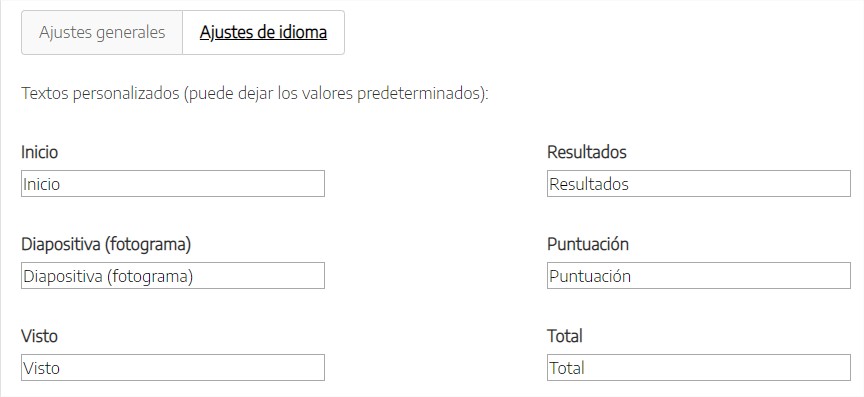 Ajustes generales Ajustes de idioma
Textos personalizados (puede dejar los valores predeterminados):
Inicio Resultados
Inicio Resultados
Diapositiva (fotograma) Puntuación
Diapositiva (fotograma) Puntuación
Visto Total
Visto Total